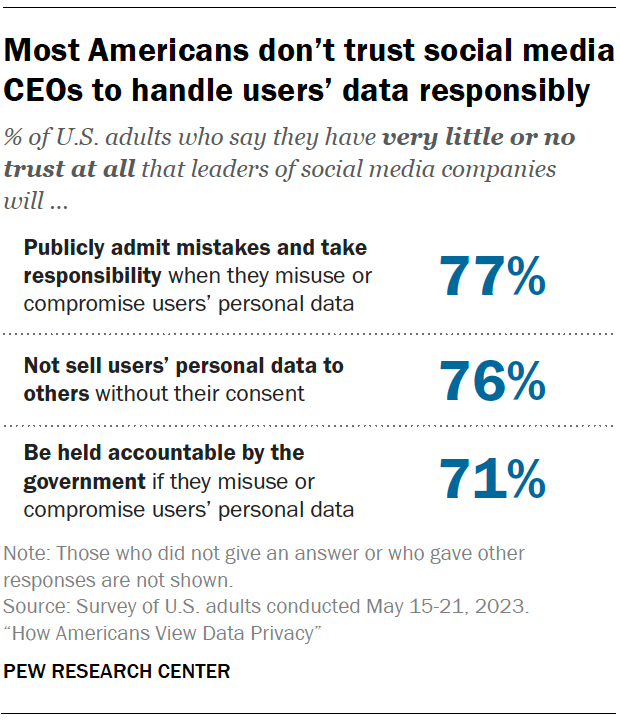 Most Americans don’t trust social media
CEOs to handle users’ data responsibly
% of U.S. adults who say they have very little or no
trust at all that leaders of social media companies
will ...
Publicly admit mistakes and take
responsibility when they misuse or
compromise users’ personal data
77%
Not sell users’ personal data to
others without their consent
76%
Be held accountable by the
government if they misuse or
compromise users’ personal data
71%
Note: Those who did not give an answer or who gave other
responses are not shown.
Source: Survey of U.S. adults conducted May 15-21, 2023.
“How Americans View Data Privacy”
PEW RESEARCH CENTER